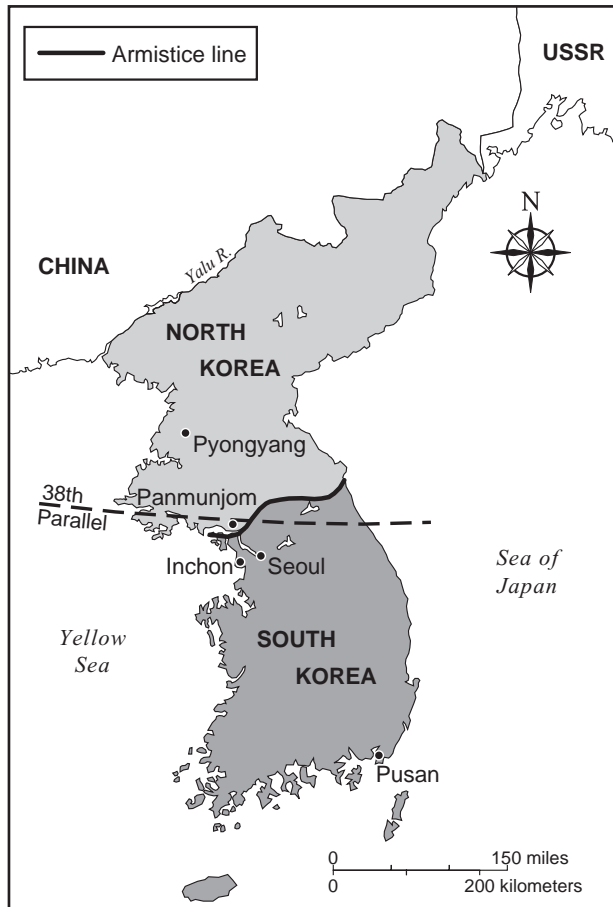 Armistice line
USSR
N
CHINA
Yalu R.
NORTH
KOREA
Pyongyang
38th
Parallel
Panmunjom
Inchon
Seoul
Sea of
Japan
Yellow
Sea
SOUTH
KOREA
Pusan
0 150 miles
0 200 kilometers